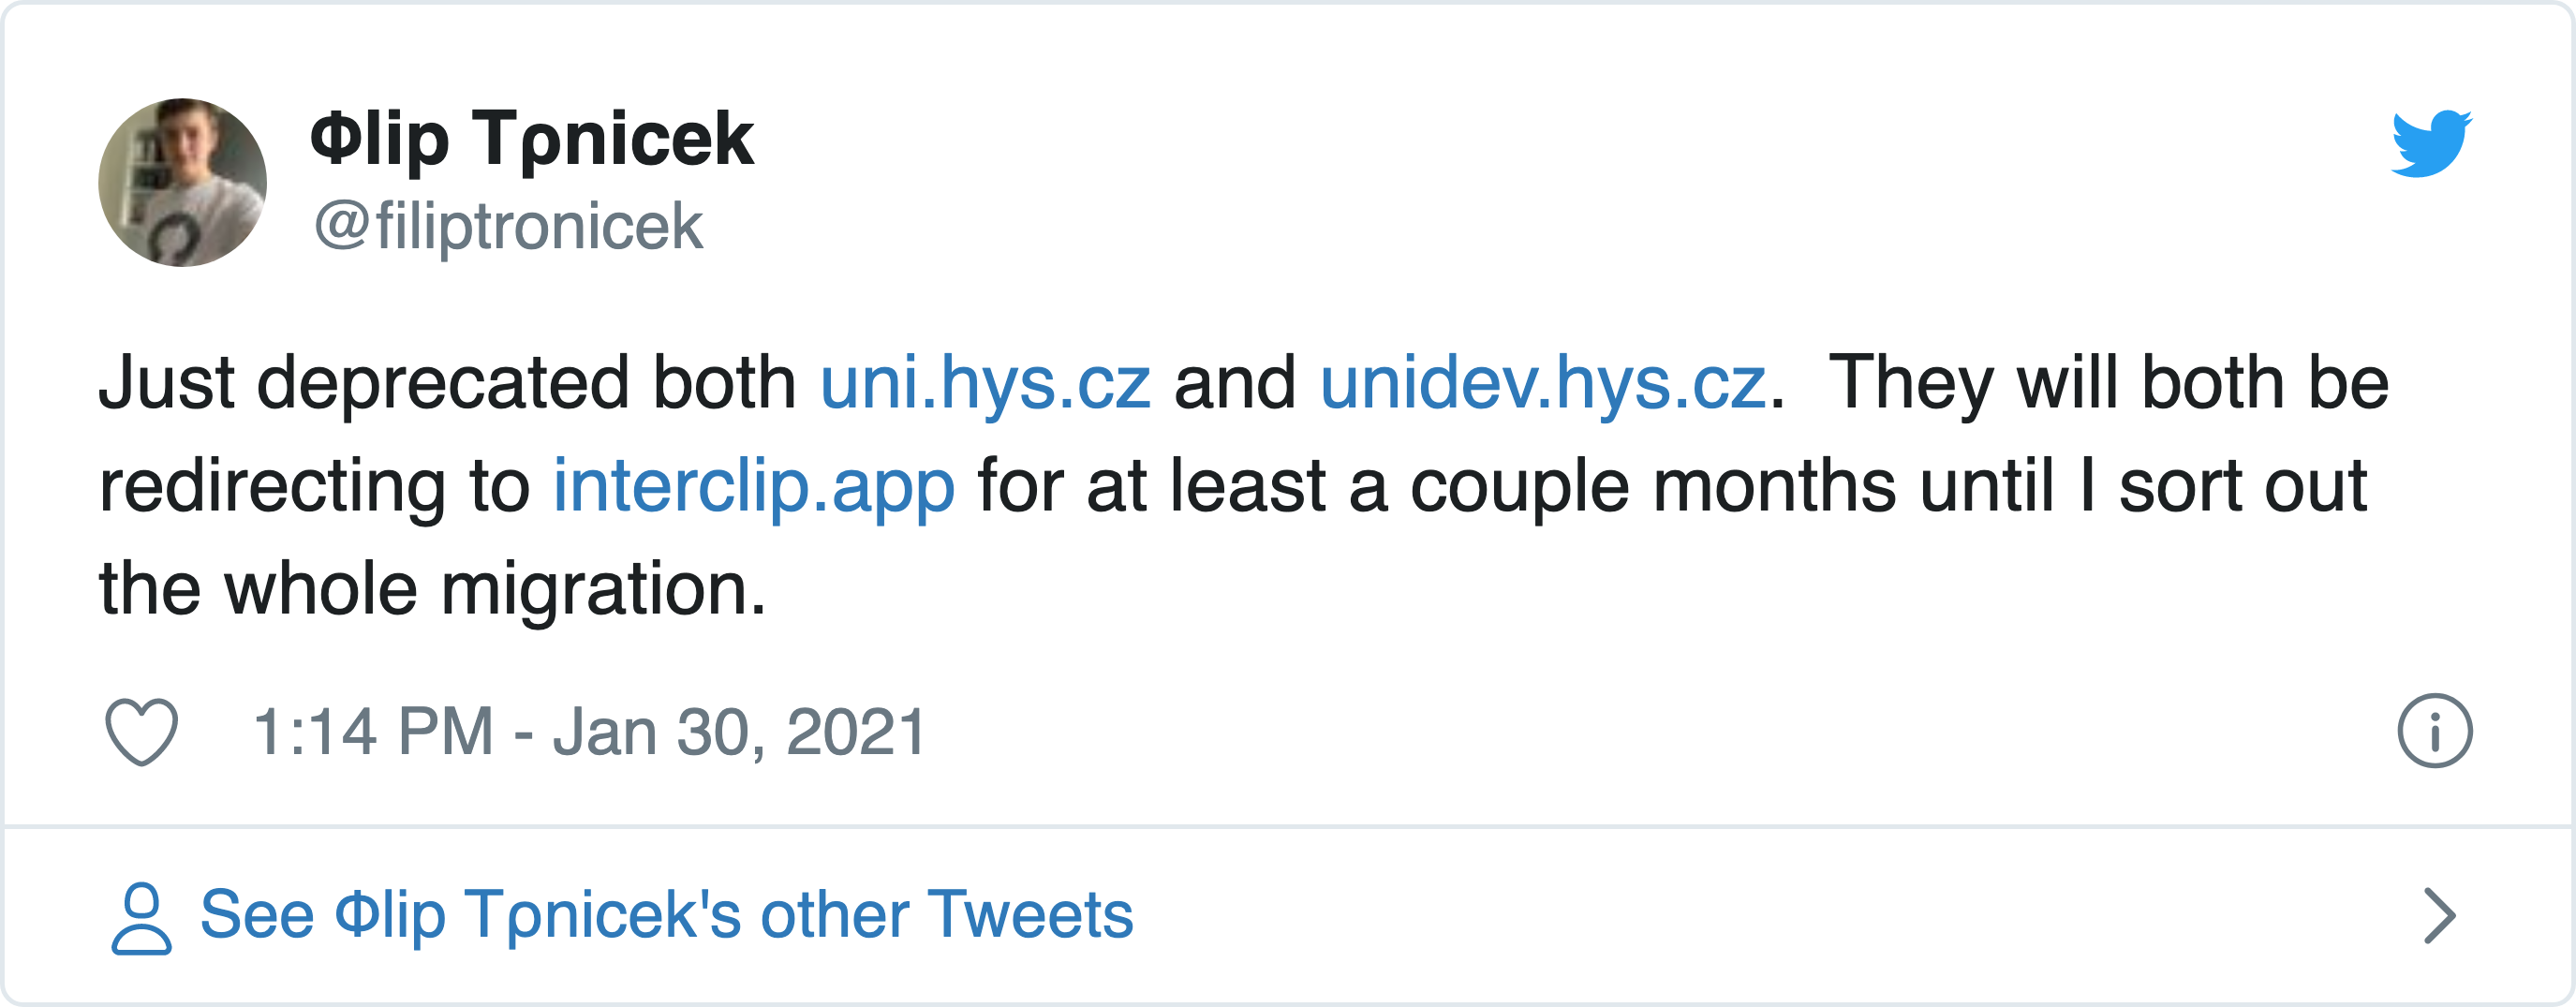 Φlip Tρnicek
@filiptronicek
Just deprecated both uni.hys.cz and unidev.hys.cz.  They will both be
redirecting to interclip.app for at least a couple months until I sort out
the whole migration.
1:14 PM - Jan 30, 2021
See Φlip Tρnicek's other Tweets